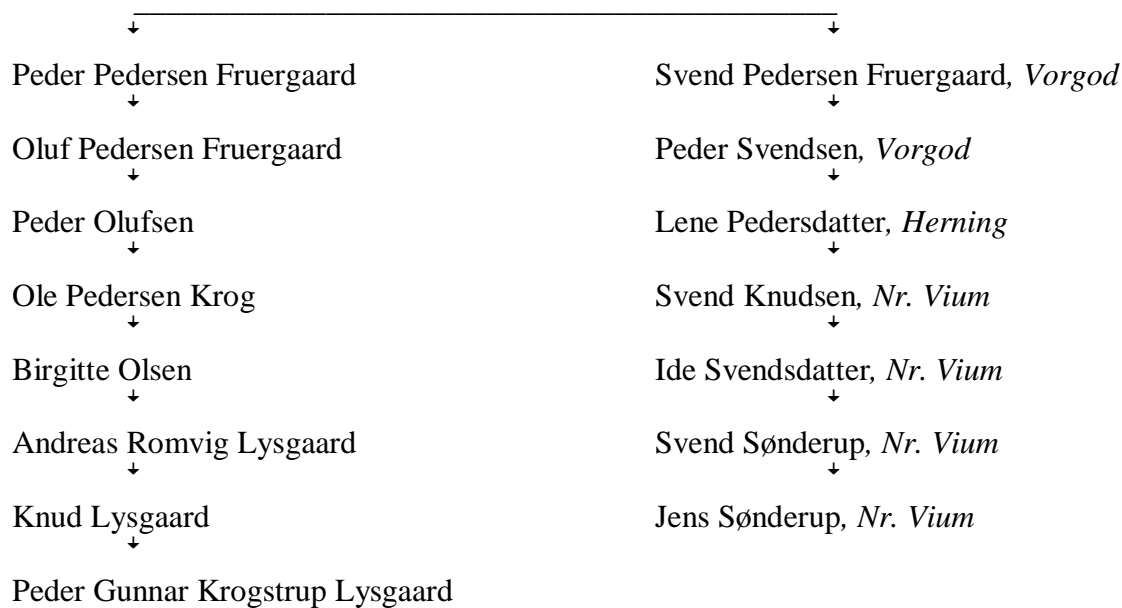 Peder Pedersen Fruergaard Svend Pedersen Fruergaard, Vorgod
Oluf Pedersen Fruergaard Peder Svendsen, Vorgod
Peder Olufsen Lene Pedersdatter, Herning
Ole Pedersen Krog Svend Knudsen, Nr. Vium
Birgitte Olsen Ide Svendsdatter, Nr. Vium
Andreas Romvig Lysgaard Svend Sønderup, Nr. Vium
Knud Lysgaard Jens Sønderup, Nr. Vium
Peder Gunnar Krogstrup Lysgaard